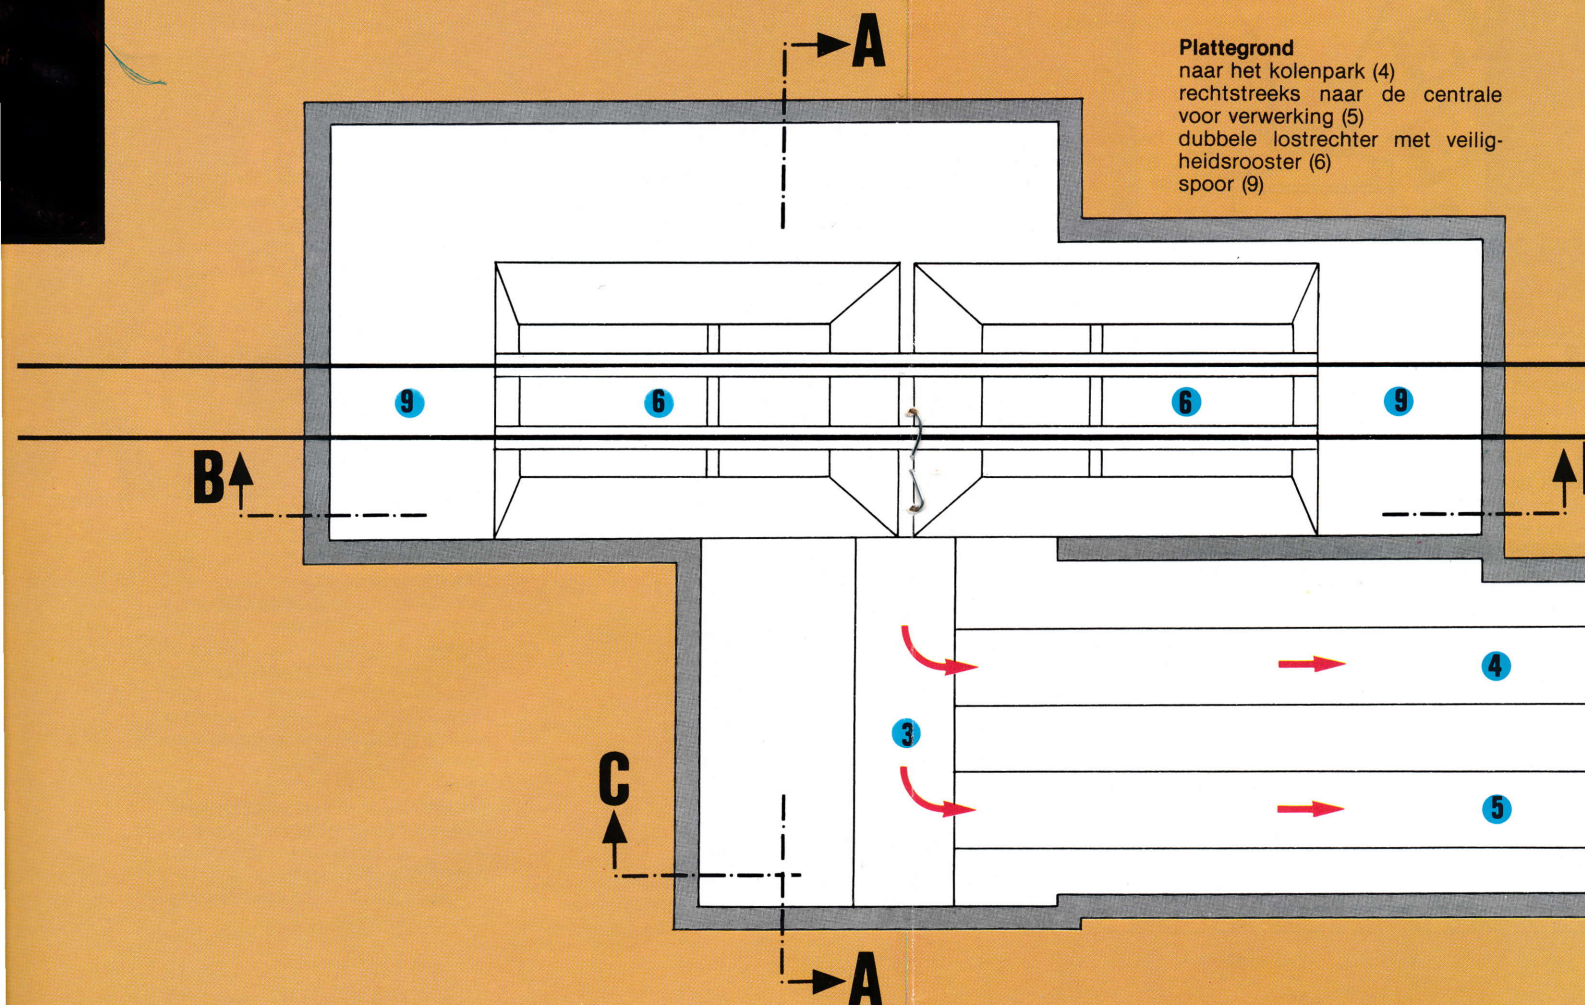 A
Plattegrond
naar het kolenpark (4)
rechtstreeks naar de centrale
voor verwerking (5)
dubbele lostrechter met veilig-
heidsrooster (6)
spoor (9)
9
6
6
9
B
4
3
C
5
A